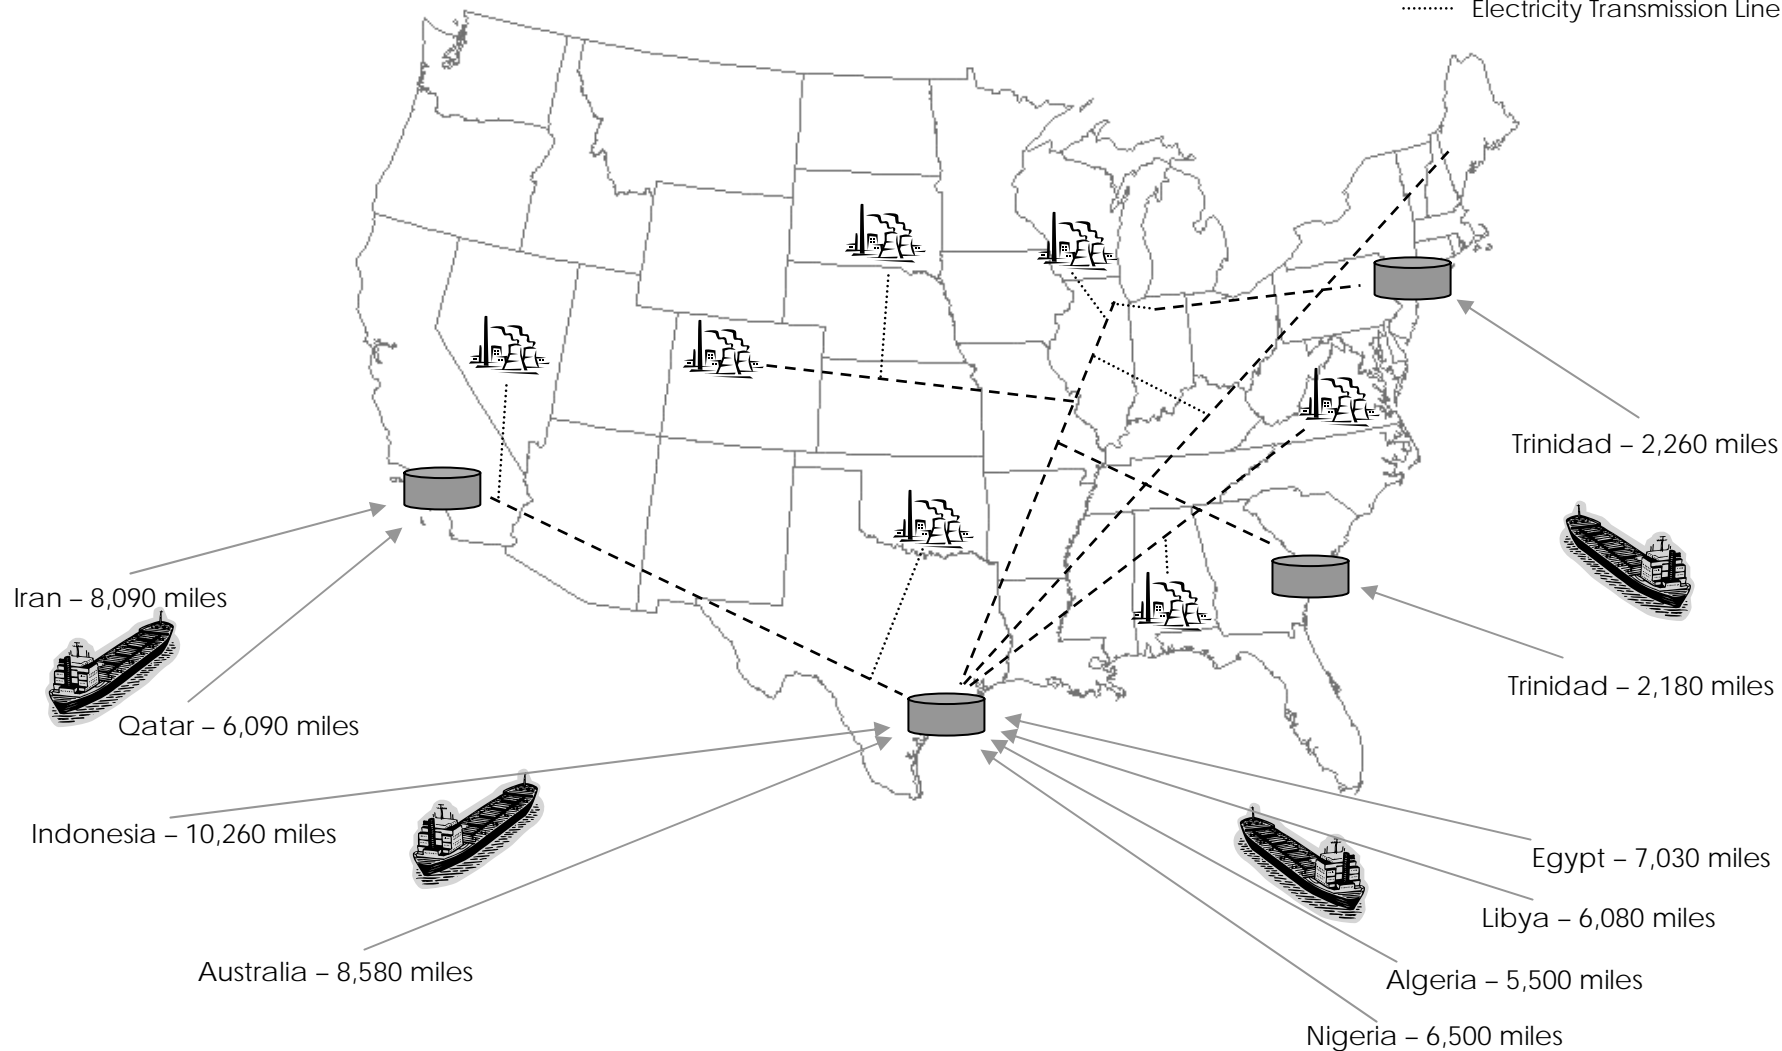 Electricity Transmission Line
Trinidad – 2,260 miles
Iran – 8,090 miles
Trinidad – 2,180 miles
Qatar – 6,090 miles
Indonesia – 10,260 miles
Egypt – 7,030 miles
Libya – 6,080 miles
Australia – 8,580 miles
Algeria – 5,500 miles
Nigeria – 6,500 miles